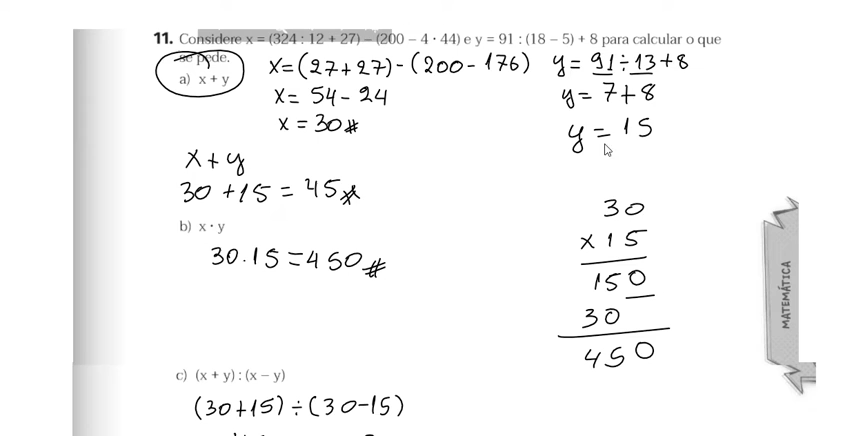 11. Considere x = (324 : 12 + 27) – (200 – 4 · 44) e y = 91 : (18 – 5) + 8 para calcular o que
se pede.
a) x + y
x = (27+27) - (200 - 176)
x = 54 - 24
x = 30 #
y = 91 ÷ 13 + 8
y = 7 + 8
y = 15
x + y
30 + 15 = 45 #
b) x · y
30 . 15 = 450 #
30
x 15
150
30
450
MATEMÁTICA
c) (x + y) : (x – y)
(30+15) ÷ (30-15)